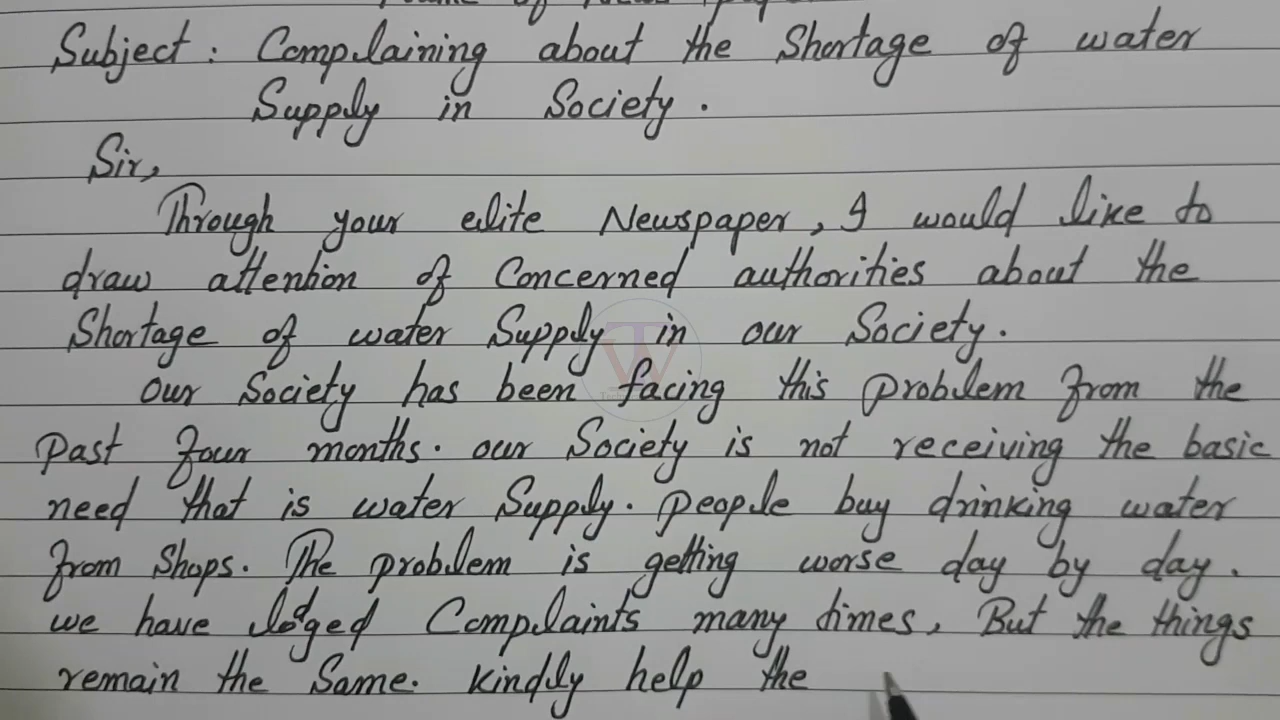 Subject: Complaining about the Shortage of water
Supply in Society.
Sir,
Through your elite Newspaper, I would like to
draw attention of Concerned authorities about the
Shortage of water Supply in our Society.
Our Society has been facing this problem from the
past four months. our Society is not receiving the basic
need that is water Supply. people buy drinking water
from Shops. The problem is getting worse day by day.
we have lodged Complaints many times, But the things
remain the Same. kindly help the